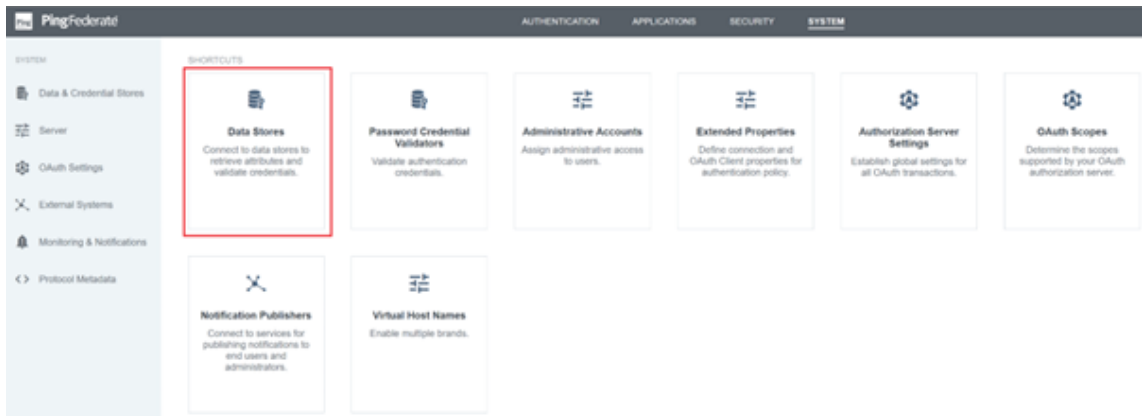 Ping PingFederate
AUTHENTICATION APPLICATIONS SECURITY SYSTEM
SYSTEM
Data & Credential Stores
Server
OAuth Settings
External Systems
Monitoring & Notifications
<> Protocol Metadata
SHORTCUTS
Data Stores
Connect to data stores to
retrieve attributes and
validate credentials.
Password Credential
Validators
Validate authentication
credentials.
Administrative Accounts
Assign administrative access
to users.
Extended Properties
Define connection and
OAuth Client properties for
authentication policy.
Authorization Server
Settings
Establish global settings for
all OAuth transactions.
OAuth Scopes
Determine the scopes
supported by your OAuth
authorization server.
Notification Publishers
Connect to services for
publishing notifications to
end users and
administrators.
Virtual Host Names
Enable multiple brands.